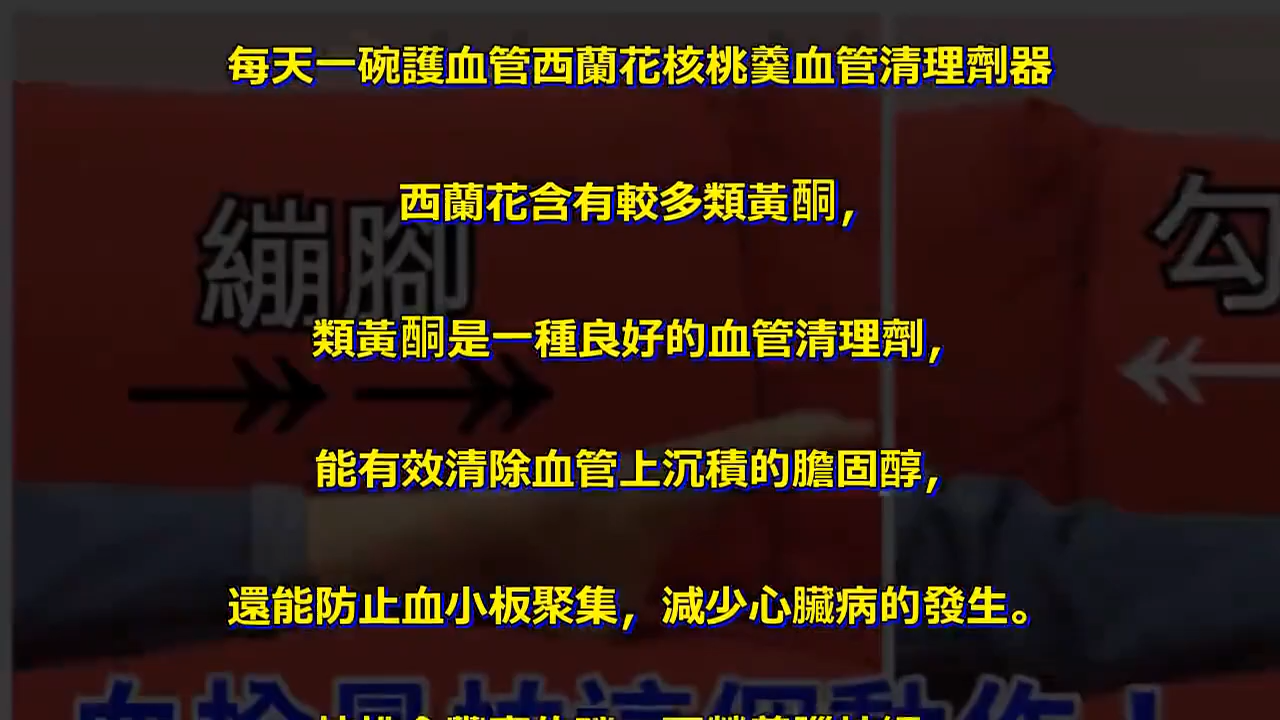 每天一碗護血管西蘭花核桃羹血管清理劑器
西蘭花含有較多類黃酮，
繃腳
勾
類黃酮是一種良好的血管清理劑，
能有效清除血管上沉積的膽固醇，
還能防止血小板聚集，減少心臟病的發生。